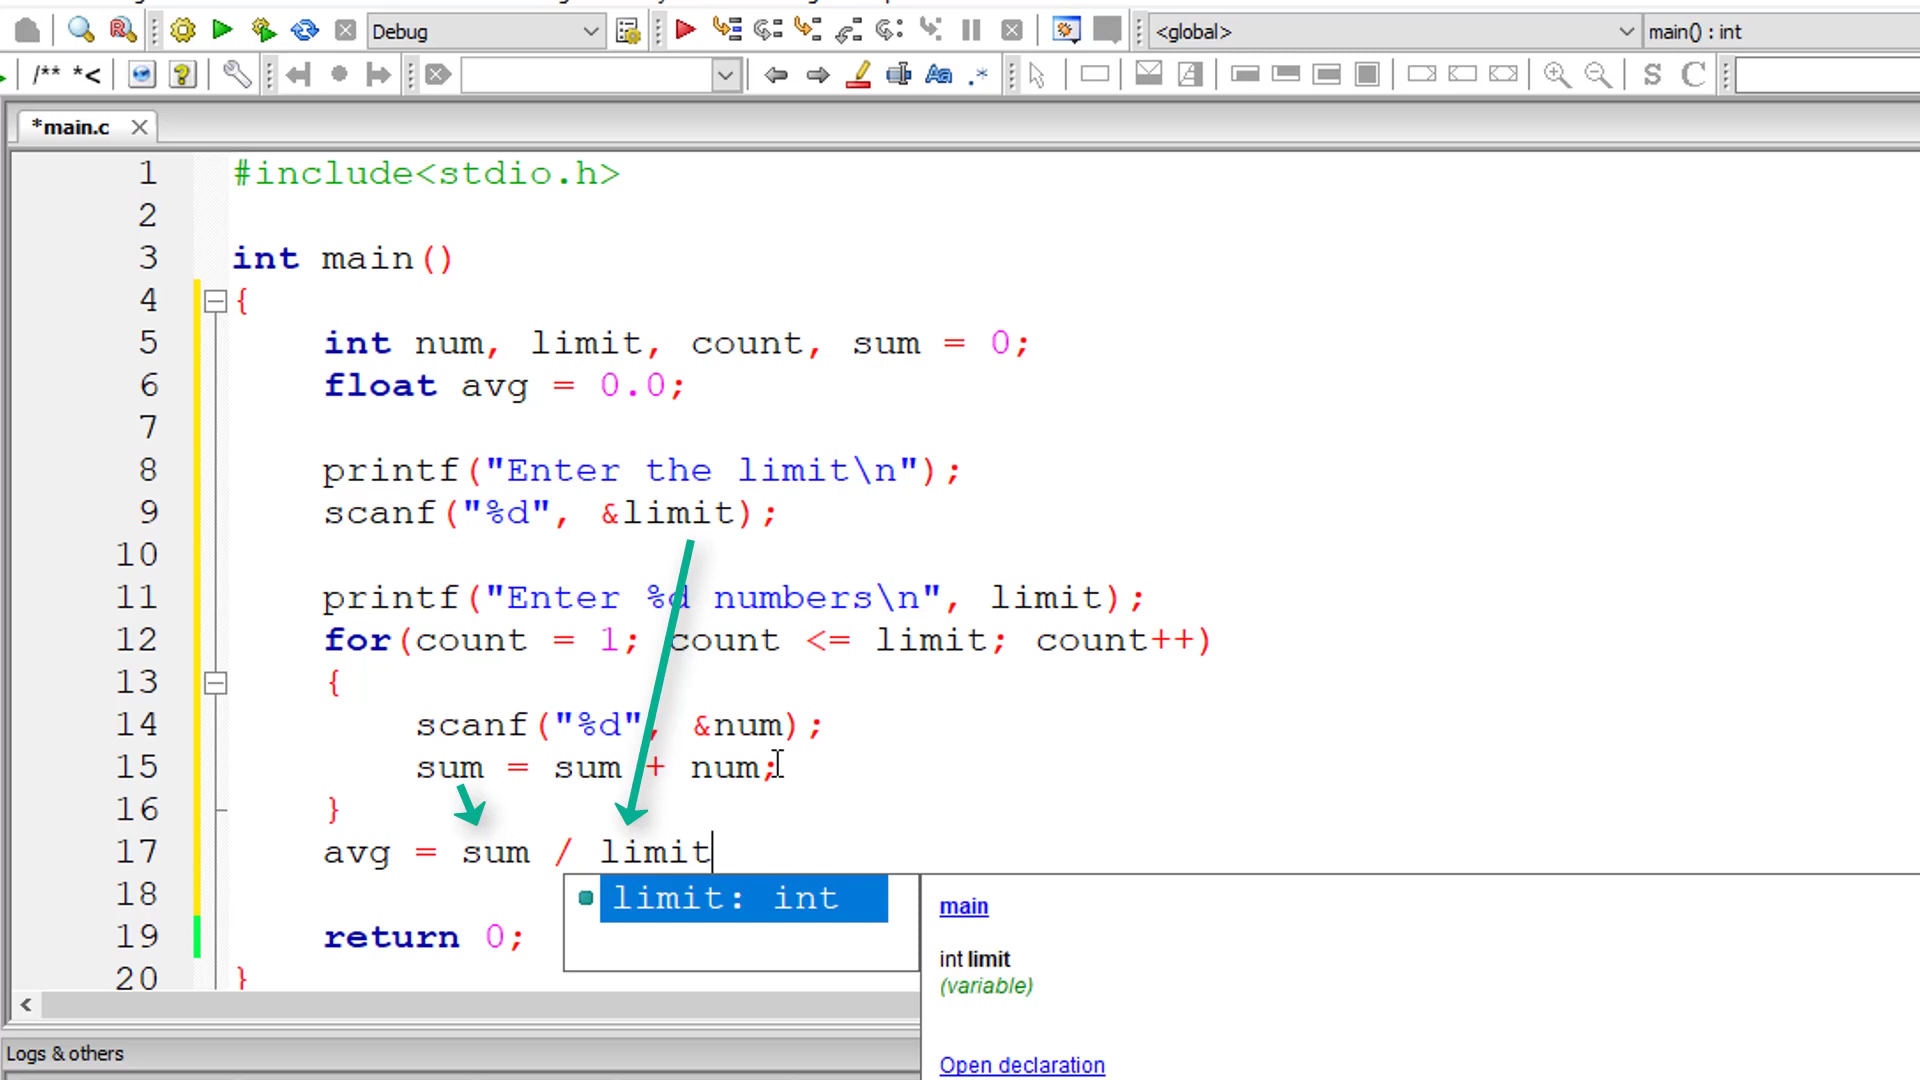 Debug
<global>
main() : int
/** *<
Aa
.*
S
C
*main.c
1 #include<stdio.h>
2
3 int main()
4 {
5 int num, limit, count, sum = 0;
6 float avg = 0.0;
7
8 printf("Enter the limit\n");
9 scanf("%d", &limit);
10
11 printf("Enter %d numbers\n", limit);
12 for(count = 1; count <= limit; count++)
13 {
14 scanf("%d", &num);
15 sum = sum + num;
16 }
17 avg = sum / limit
18
limit: int
main
19 return 0;
int limit
20 }
(variable)
Logs & others
Open declaration